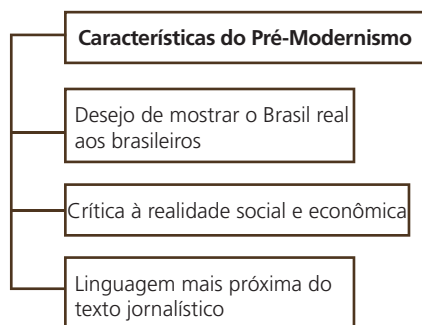 Características do Pré-Modernismo
Desejo de mostrar o Brasil real
aos brasileiros
Crítica à realidade social e econômica
Linguagem mais próxima do
texto jornalístico